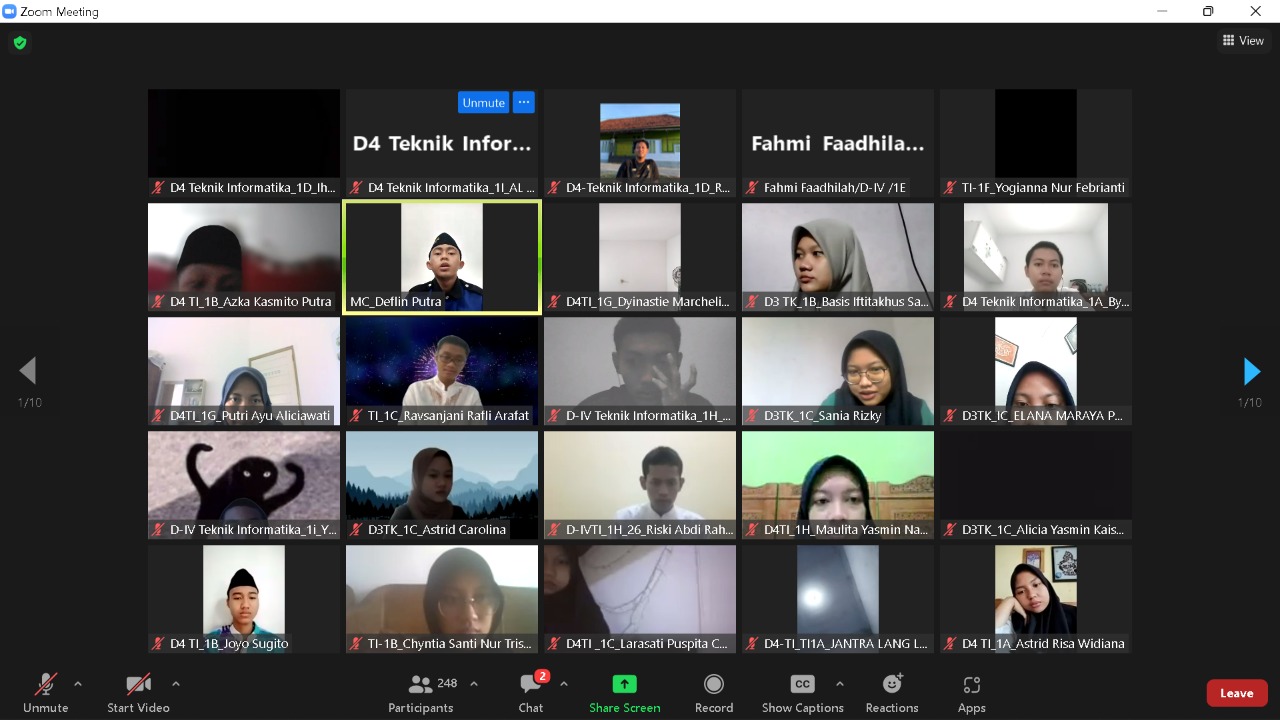 Zoom Meeting
View
Unmute ...
D4 Teknik Infor...
Fahmi Faadhila...
D4 Teknik Informatika_1D_Ih...
D4 Teknik Informatika_1I_AL ...
D4-Teknik Informatika_1D_R...
Fahmi Faadhilah/D-IV /1E
TI-1F_Yogianna Nur Febrianti
D4 TI_1B_Azka Kasmito Putra
MC_Deflin Putra
D4TI_1G_Dyinastie Marcheli...
D3 TK_1B_Basis Iftitakhus Sa...
D4 Teknik Informatika_1A_By...
1/10
1/10
D4TI_1G_Putri Ayu Aliciawati
TI_1C_Ravsanjani Rafli Arafat
D-IV Teknik Informatika_1H_...
D3TK_1C_Sania Rizky
D3TK_IC_ELANA MARAYA P...
D-IV Teknik Informatika_1i_Y...
D3TK_1C_Astrid Carolina
D-IVTI_1H_26_Riski Abdi Rah...
D4TI_1H_Maulita Yasmin Na...
D3TK_1C_Alicia Yasmin Kais...
D4 TI_1B_Joyo Sugito
TI-1B_Chyntia Santi Nur Tris...
D4TI _1C_Larasati Puspita C...
D4-TI_TI1A_JANTRA LANG L...
D4 TI_1A_Astrid Risa Widiana
248
2
CC
Unmute
Start Video
Participants
Chat
Share Screen
Record
Show Captions
Reactions
Apps
Leave